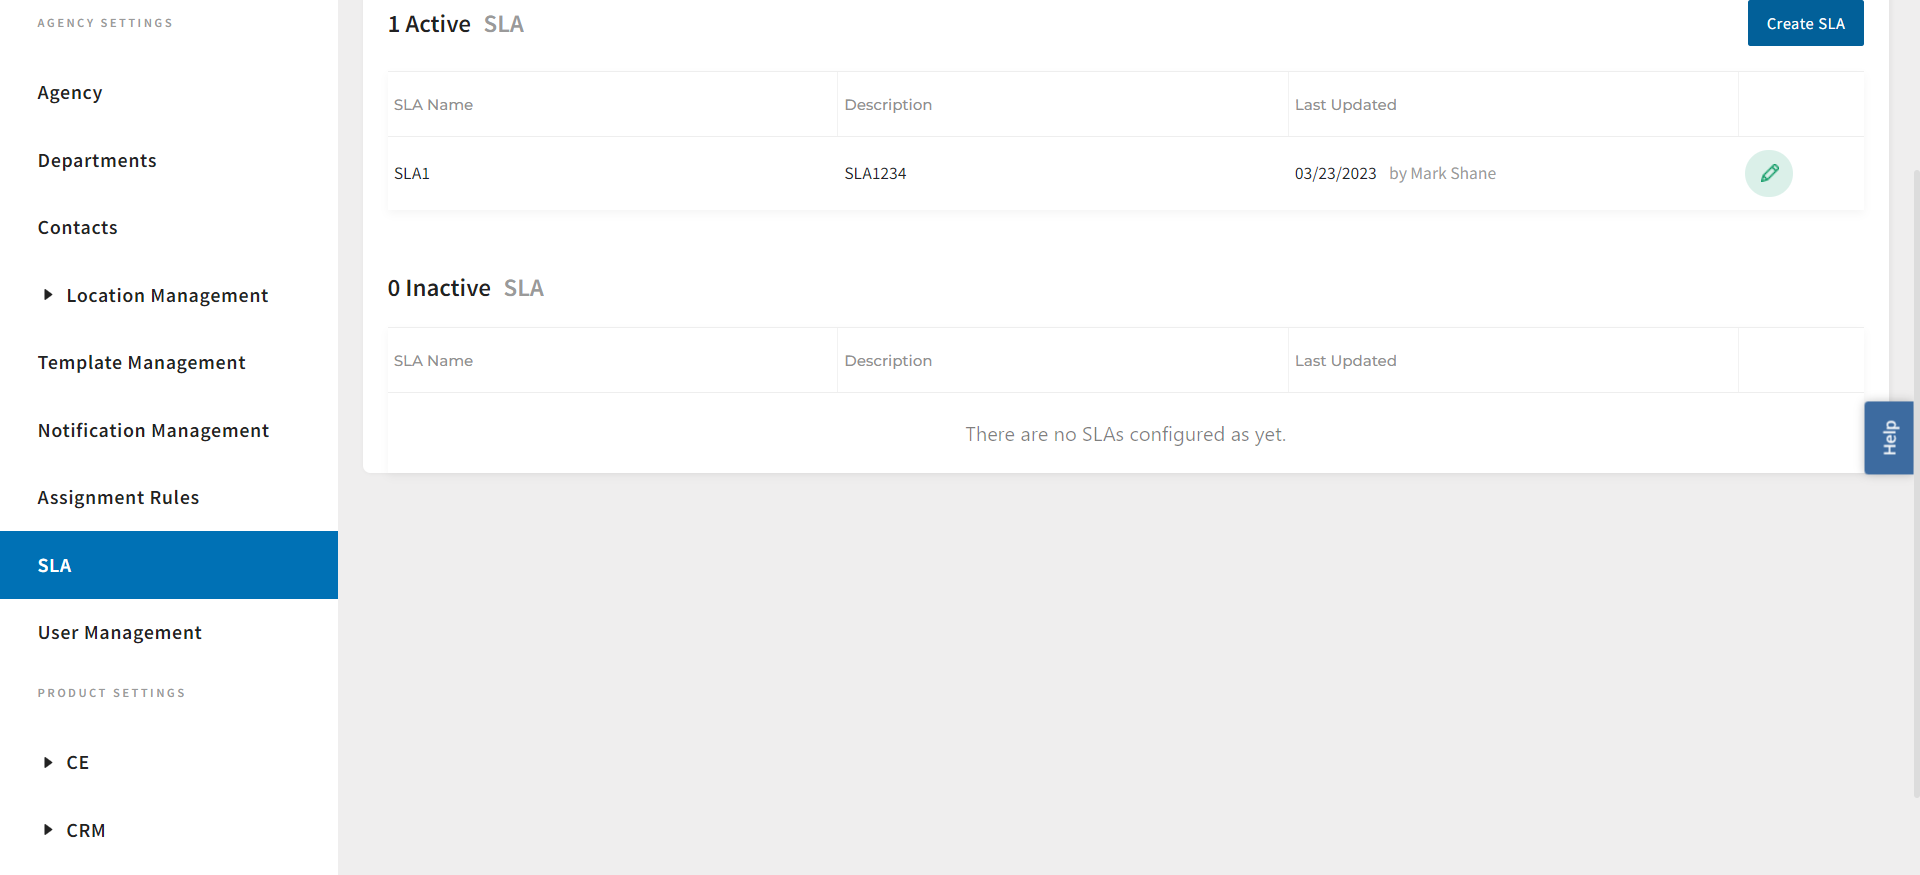 AGENCY SETTINGS
Agency
Departments
Contacts
Location Management
Template Management
Notification Management
Assignment Rules
SLA
User Management
PRODUCT SETTINGS
CE
CRM
1 Active SLA
Create SLA
SLA Name Description Last Updated
SLA1 SLA1234 03/23/2023 by Mark Shane
0 Inactive SLA
SLA Name Description Last Updated
There are no SLAs configured as yet.
Help